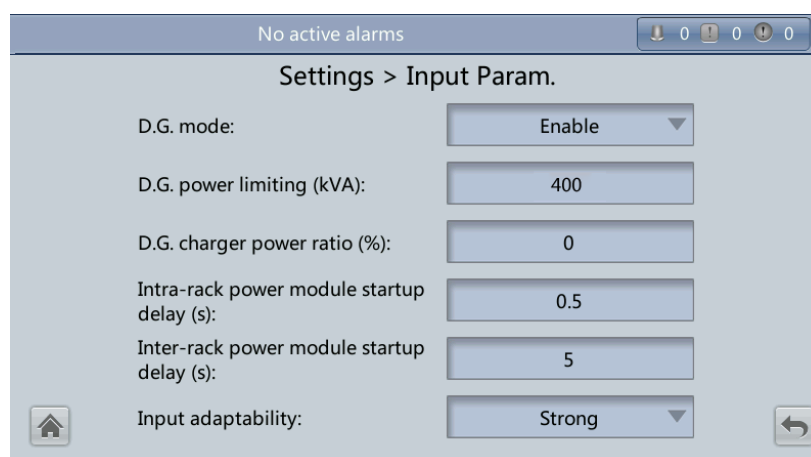 No active alarms
0 0 0
Settings > Input Param.
D.G. mode: Enable
D.G. power limiting (kVA): 400
D.G. charger power ratio (%): 0
Intra-rack power module startup
delay (s): 0.5
Inter-rack power module startup
delay (s): 5
Input adaptability: Strong